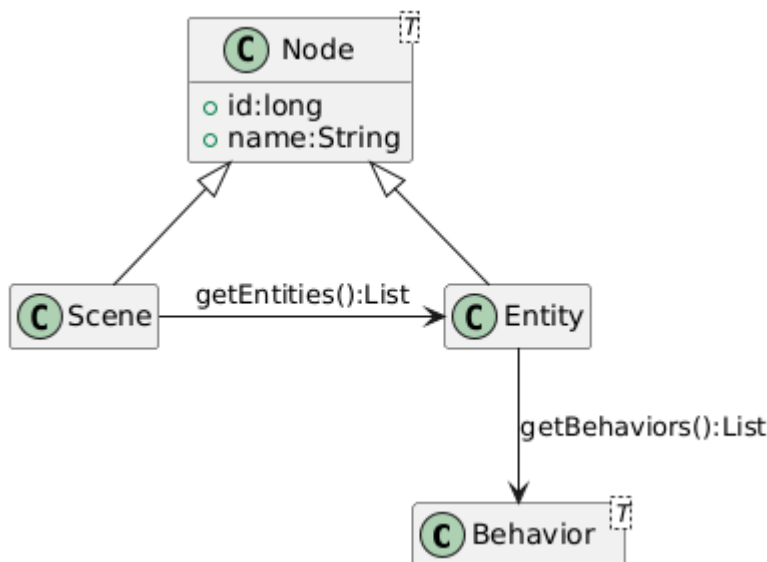 C Node T
id:long
name:String
getEntities():List
C Scene
C Entity
getBehaviors():List
C Behavior T